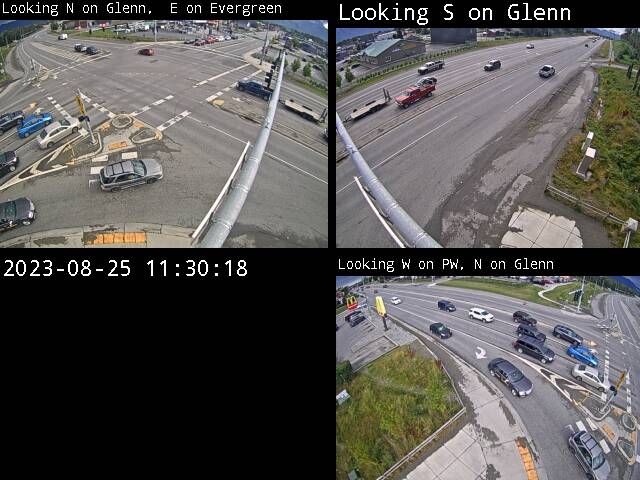 Looking N on Glenn, E on Evergreen
Looking S on Glenn
2023-08-25 11:30:18
Looking W on PW, N on Glenn